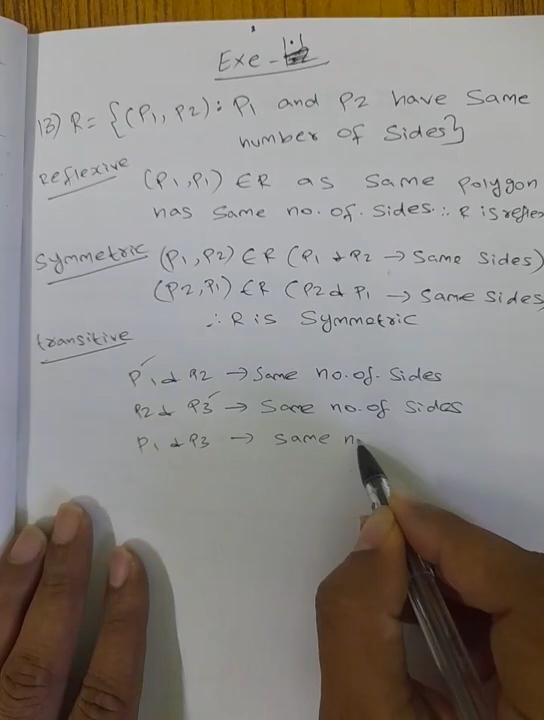 Exe -
13) R = {(P1, P2) : P1 and P2 have same
number of sides}
Reflexive (P1, P1) ∈R as same polygon
has same no. of. sides. ∴ R is reflex
Symmetric (P1, P2) ∈ R (P1 & P2 → same sides)
(P2, P1) ∈R (P2 & P1 → same sides
∴ R is symmetric
transitive
P1 & P2 → same no. of. sides
P2 & P3 → same no. of sides
P1 & P3 → same n